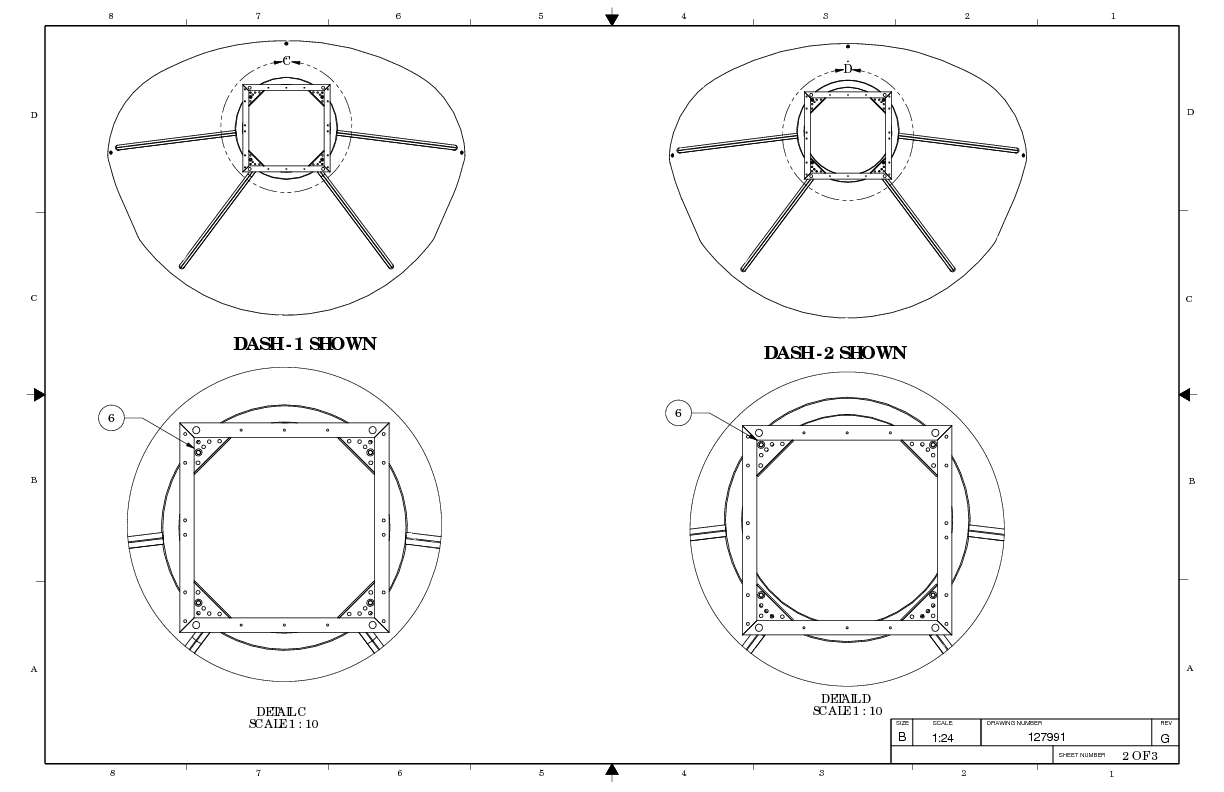 8 7 6 5 4 3 2 1
C
D
D
D
DASH-1 SHOWN
DASH-2 SHOWN
C
C
6
6
B
B
A
A
DETAIL C
SCALE 1 : 10
DETAIL D
SCALE 1 : 10
SIZE SCALE DRAWING NUMBER REV
B 1:24 127991 G
SHEET NUMBER 2 OF 3
8 7 6 5 4 3 2 1